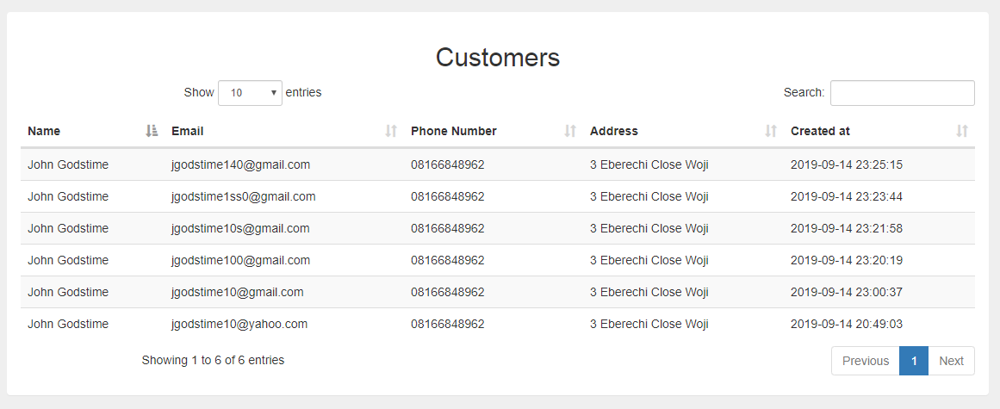 Customers
Show 10 entries Search:
Name Email Phone Number Address Created at
John Godstime jgodstime140@gmail.com 08166848962 3 Eberechi Close Woji 2019-09-14 23:25:15
John Godstime jgodstime1ss0@gmail.com 08166848962 3 Eberechi Close Woji 2019-09-14 23:23:44
John Godstime jgodstime10s@gmail.com 08166848962 3 Eberechi Close Woji 2019-09-14 23:21:58
John Godstime jgodstime100@gmail.com 08166848962 3 Eberechi Close Woji 2019-09-14 23:20:19
John Godstime jgodstime10@gmail.com 08166848962 3 Eberechi Close Woji 2019-09-14 23:00:37
John Godstime jgodstime10@yahoo.com 08166848962 3 Eberechi Close Woji 2019-09-14 20:49:03
Showing 1 to 6 of 6 entries Previous 1 Next